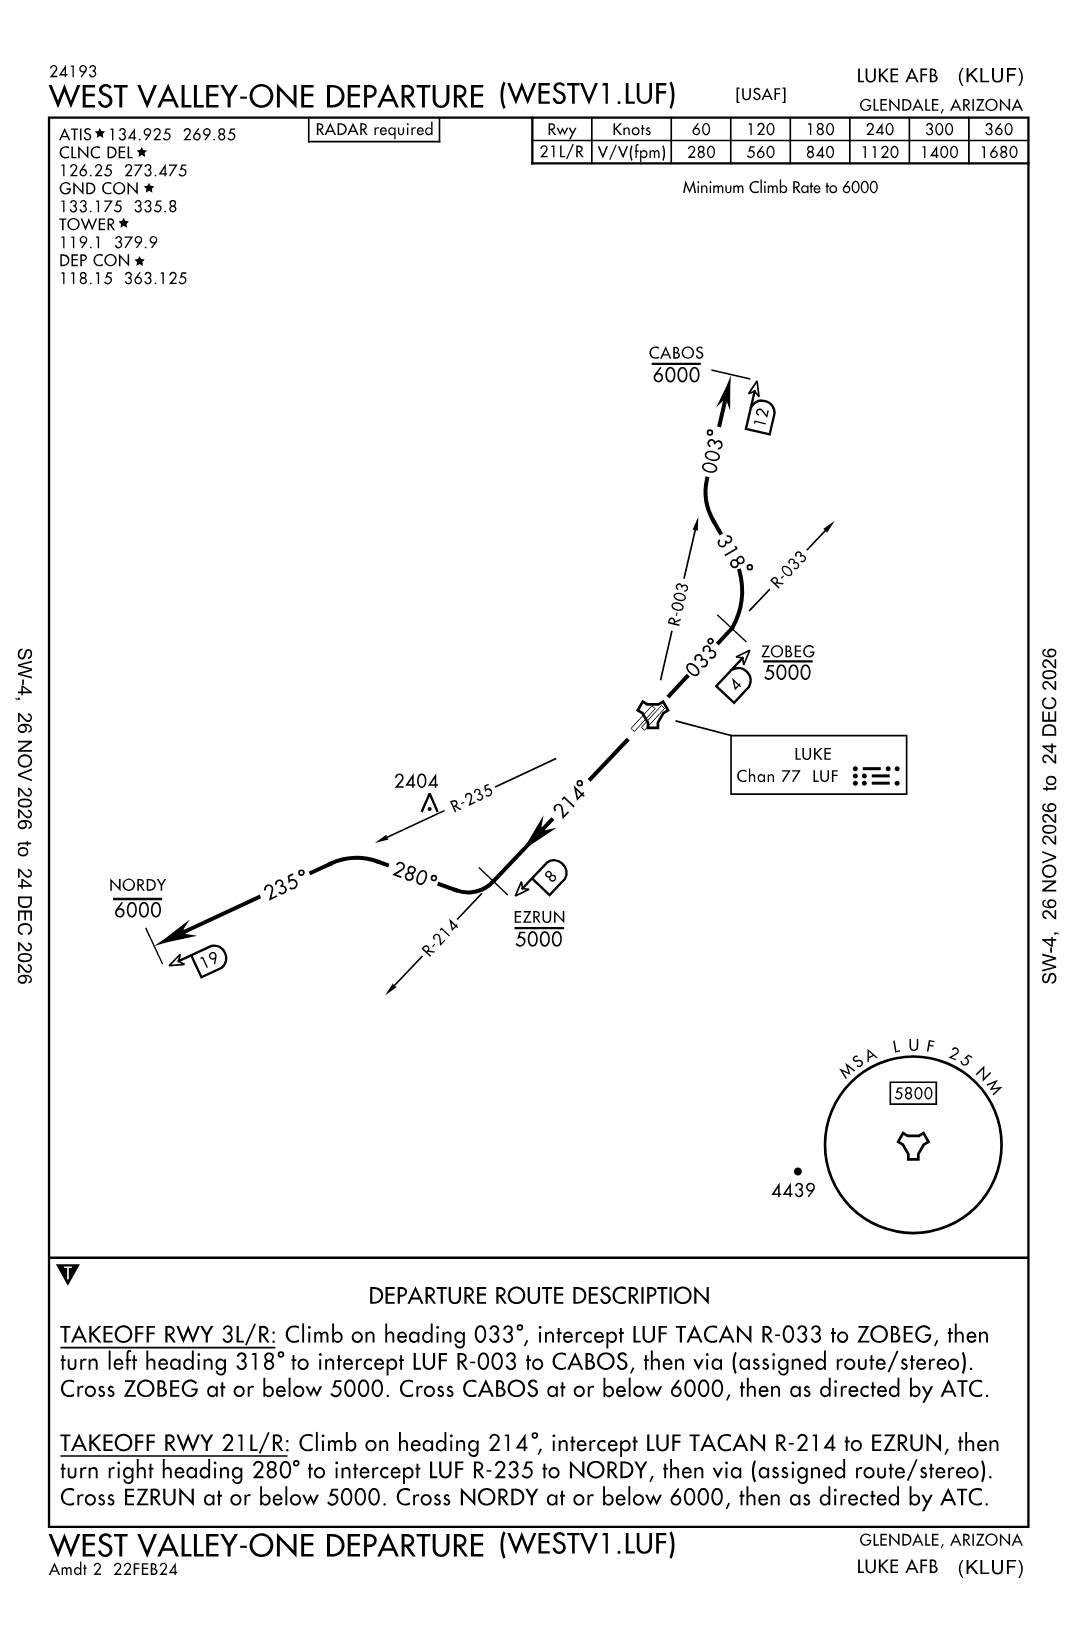 24193
WEST VALLEY-ONE DEPARTURE (WESTV1.LUF)
[USAF]
LUKE AFB (KLUF)
GLENDALE, ARIZONA
ATIS★134.925 269.85
CLNC DEL★
126.25 273.475
GND CON★
133.175 335.8
TOWER★
119.1 379.9
DEP CON★
118.15 363.125
RADAR required
Rwy Knots 60 120 180 240 300 360
21L/R V/V(fpm) 280 560 840 1120 1400 1680
Minimum Climb Rate to 6000
CABOS
6000
12
003°
318°
R-033
R-003
033°
ZOBEG
5000
4
LUKE
Chan 77 LUF
2404
R-235
214°
280°
8
235°
NORDY
6000
EZRUN
5000
R-214
19
SW-4, 26 NOV 2026 to 24 DEC 2026
SW-4, 26 NOV 2026 to 24 DEC 2026
MSA LUF 25 NM
5800
4439
T
DEPARTURE ROUTE DESCRIPTION
TAKEOFF RWY 3L/R: Climb on heading 033°, intercept LUF TACAN R-033 to ZOBEG, then
turn left heading 318° to intercept LUF R-003 to CABOS, then via (assigned route/stereo).
Cross ZOBEG at or below 5000. Cross CABOS at or below 6000, then as directed by ATC.
TAKEOFF RWY 21L/R: Climb on heading 214°, intercept LUF TACAN R-214 to EZRUN, then
turn right heading 280° to intercept LUF R-235 to NORDY, then via (assigned route/stereo).
Cross EZRUN at or below 5000. Cross NORDY at or below 6000, then as directed by ATC.
WEST VALLEY-ONE DEPARTURE (WESTV1.LUF)
Amdt 2 22FEB24
GLENDALE, ARIZONA
LUKE AFB (KLUF)